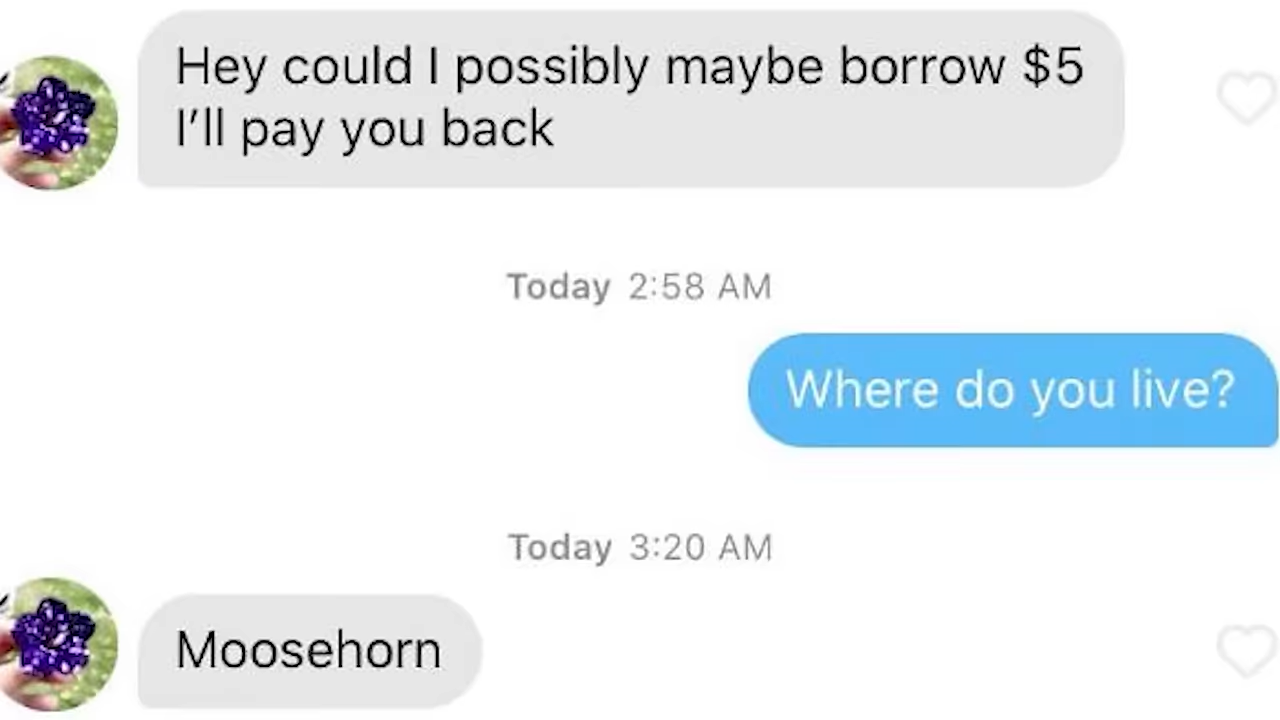 Hey could I possibly maybe borrow $5
I’ll pay you back
Today 2:58 AM
Where do you live?
Today 3:20 AM
Moosehorn